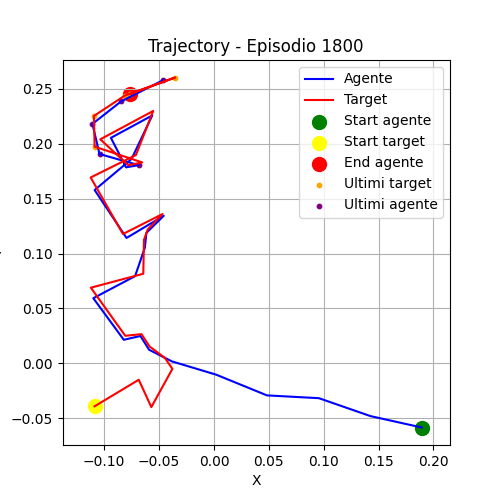 Trajectory - Episodio 1800
Agente
Target
Start agente
Start target
End agente
Ultimi target
Ultimi agente
0.25
0.20
0.15
0.10
0.05
0.00
−0.05
−0.10
−0.05
0.00
0.05
0.10
0.15
0.20
X